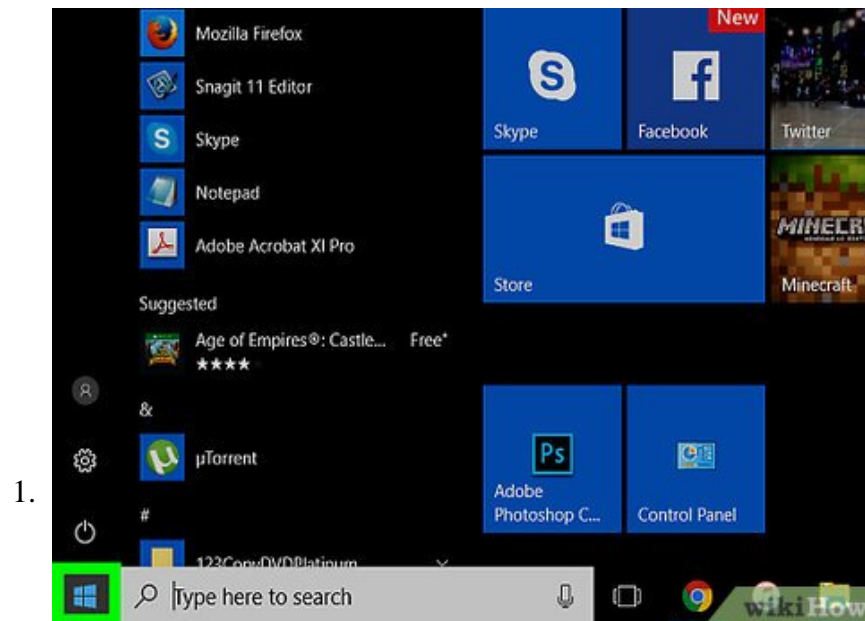 Mozilla Firefox
Snagit 11 Editor
Skype
Notepad
Adobe Acrobat XI Pro
Suggested
Age of Empires®: Castle... Free*
★★★★
&
µTorrent
#
123CopyDVDPlatinum
New
Skype
Facebook
Twitter
MINECR
Store
Minecraft
Ps
Adobe
Photoshop C...
Control Panel
1.
Type here to search
wikiHow